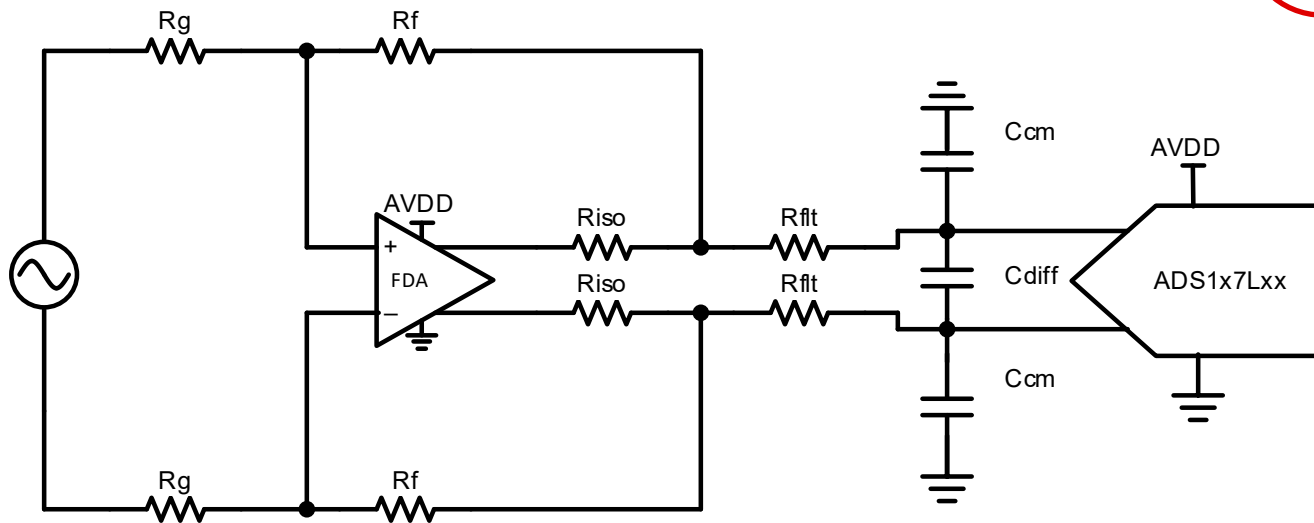 Rg
Rf
Ccm
AVDD
AVDD
Riso
Rflt
+
FDA
Cdiff
ADS1x7Lxx
Riso
Rflt
–
Ccm
Rg
Rf